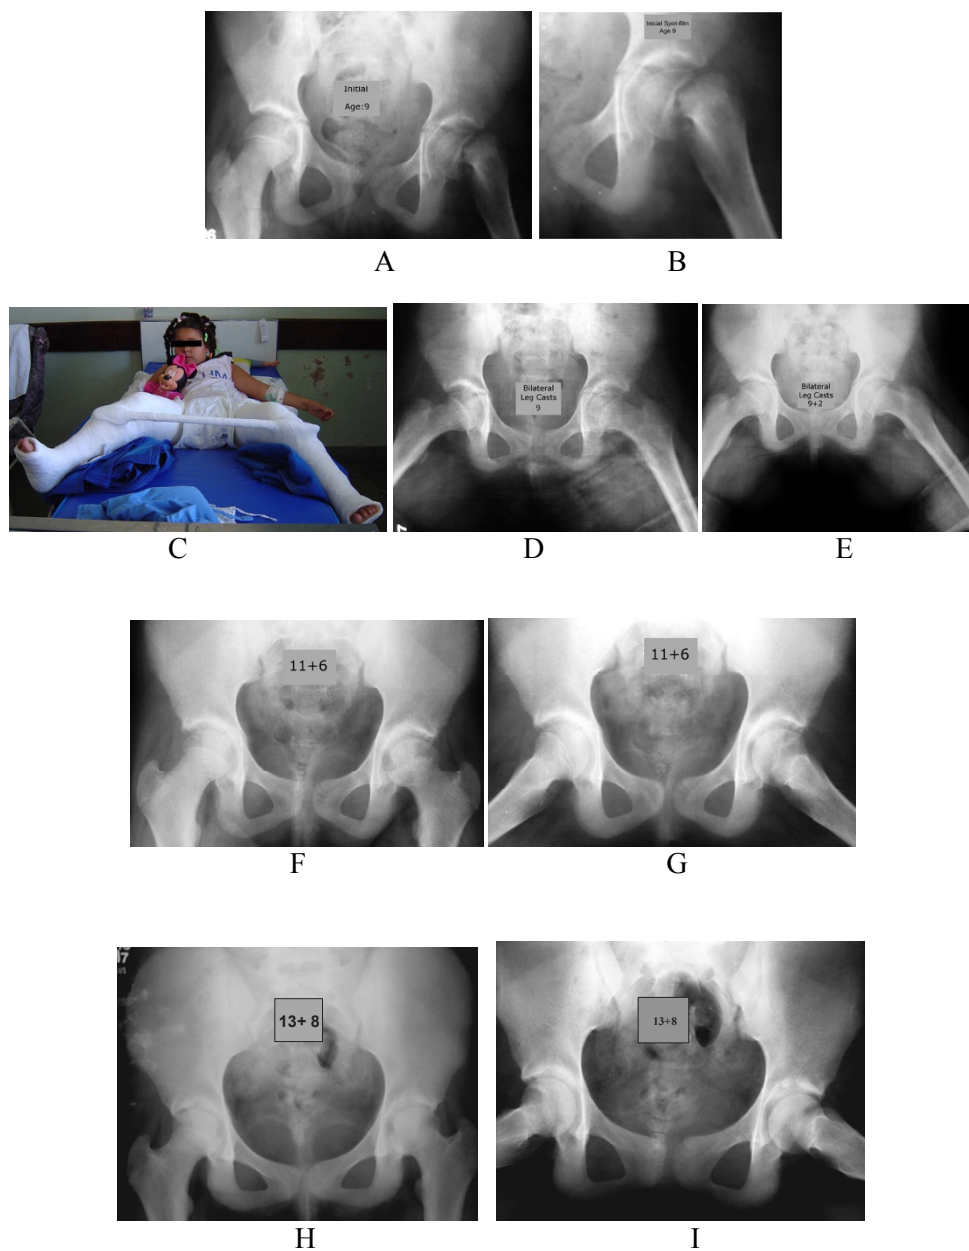 Initial
Age:9
Initial Spot-film
Age 9
A
B
C
Bilateral
Leg Casts
9
Bilateral
Leg Casts
9+2
D
E
11+6
11+6
F
G
13+ 8
13+8
H
I